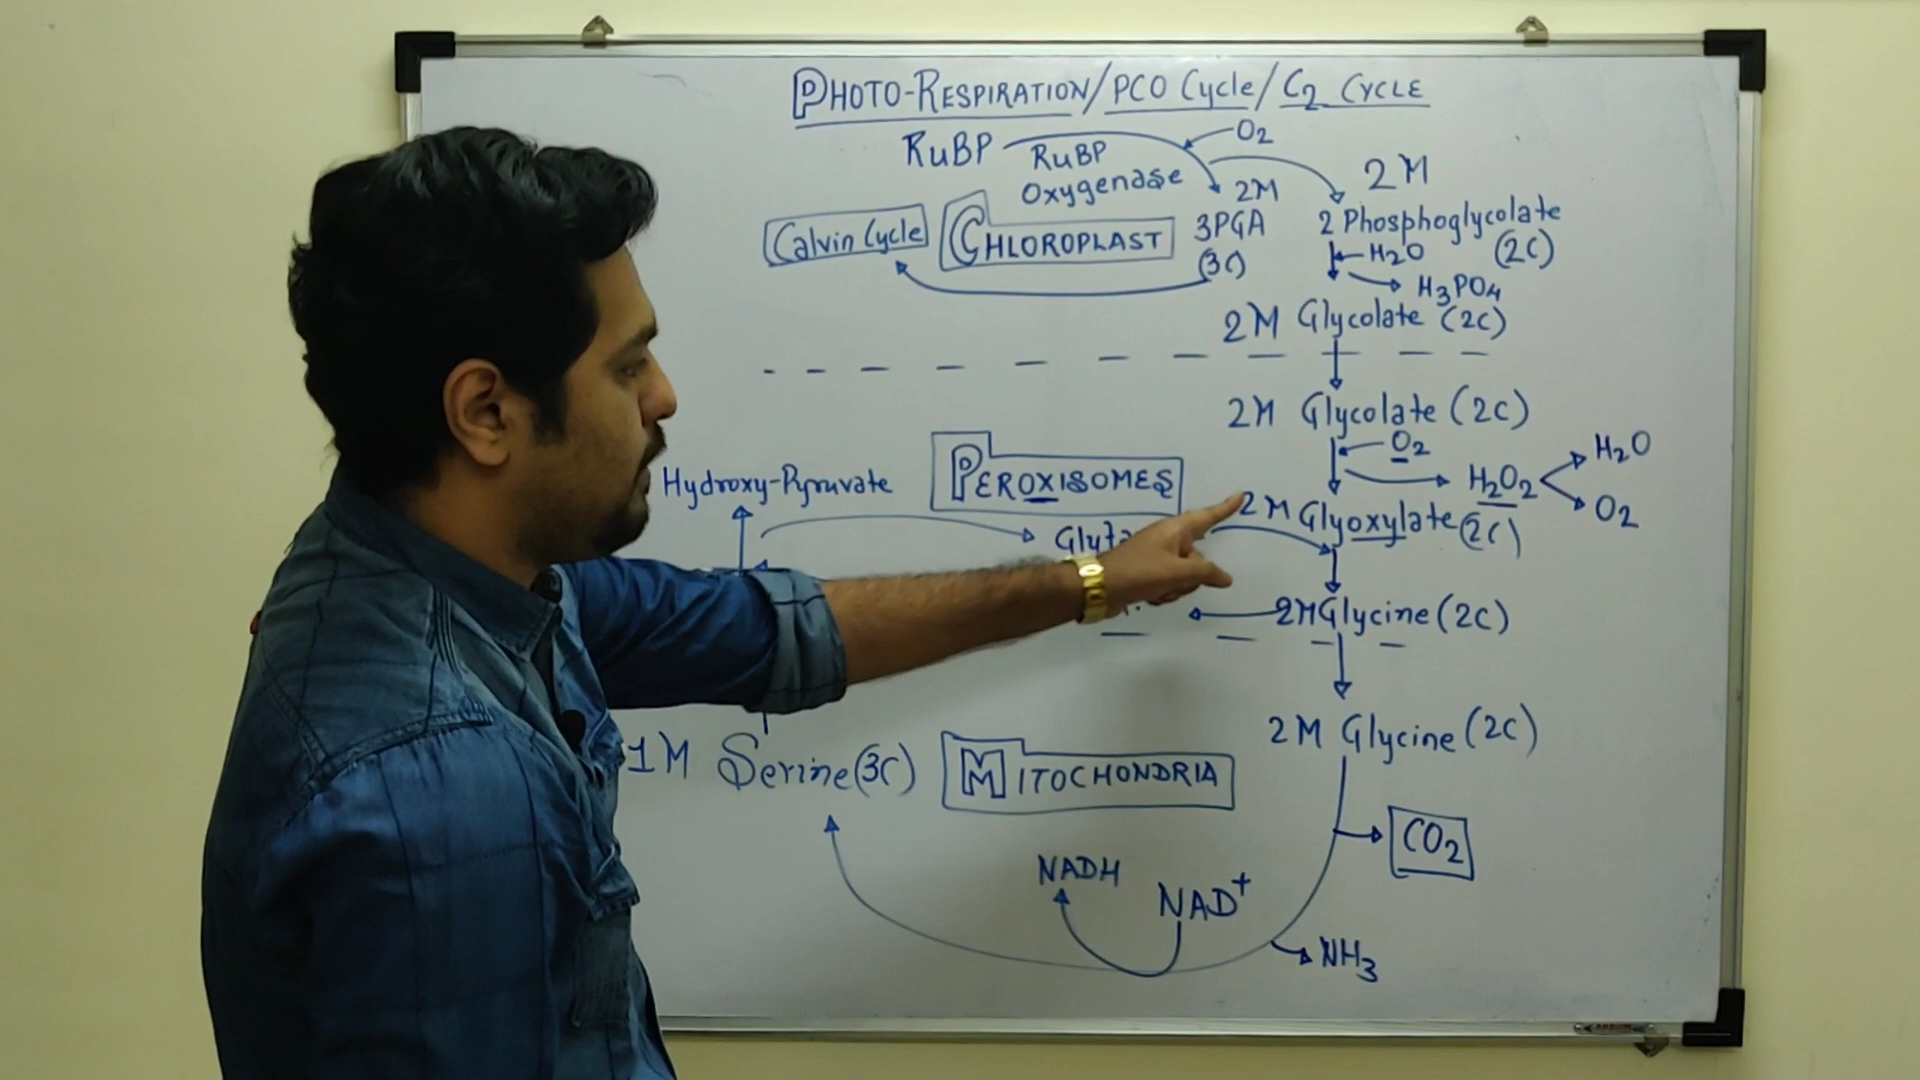 PHOTO-RESPIRATION/PCO Cycle/C2 CYCLE
RuBP
RuBP
Oxygenase
O2
2M
3PGA
(3C)
Calvin Cycle
CHLOROPLAST
2M
2 Phosphoglycolate
(2C)
H2O
H3PO4
2M Glycolate (2C)
2M Glycolate (2C)
O2
H2O2
H2O
O2
Hydroxy-Pyruvate
PEROXISOMES
2M Glyoxylate (2C)
2M Glycine (2C)
2M Glycine (2C)
1M Serine (3C)
MITOCHONDRIA
CO2
NADH
NAD+
NH3